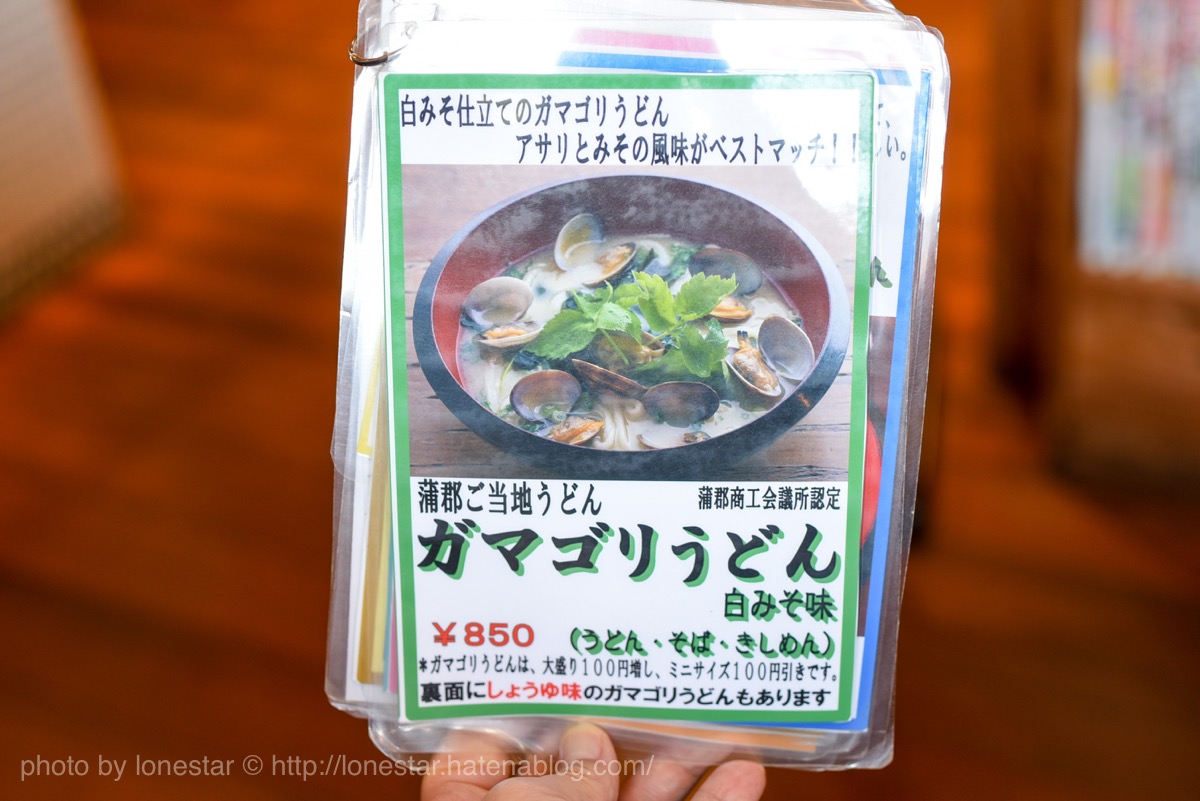 白みそ仕立てのガマゴリうどん
アサリとみその風味がベストマッチ！！
い。
蒲郡ご当地うどん
蒲郡商工会議所認定
ガマゴリうどん
白みそ味
￥850
（うどん・そば・きしめん）
＊ガマゴリうどんは、大盛り100円増し、ミニサイズ100円引きです。
裏面にしょうゆ味のガマゴリうどんもあります
photo by lonestar © http://lonestar.hatenablog.com/